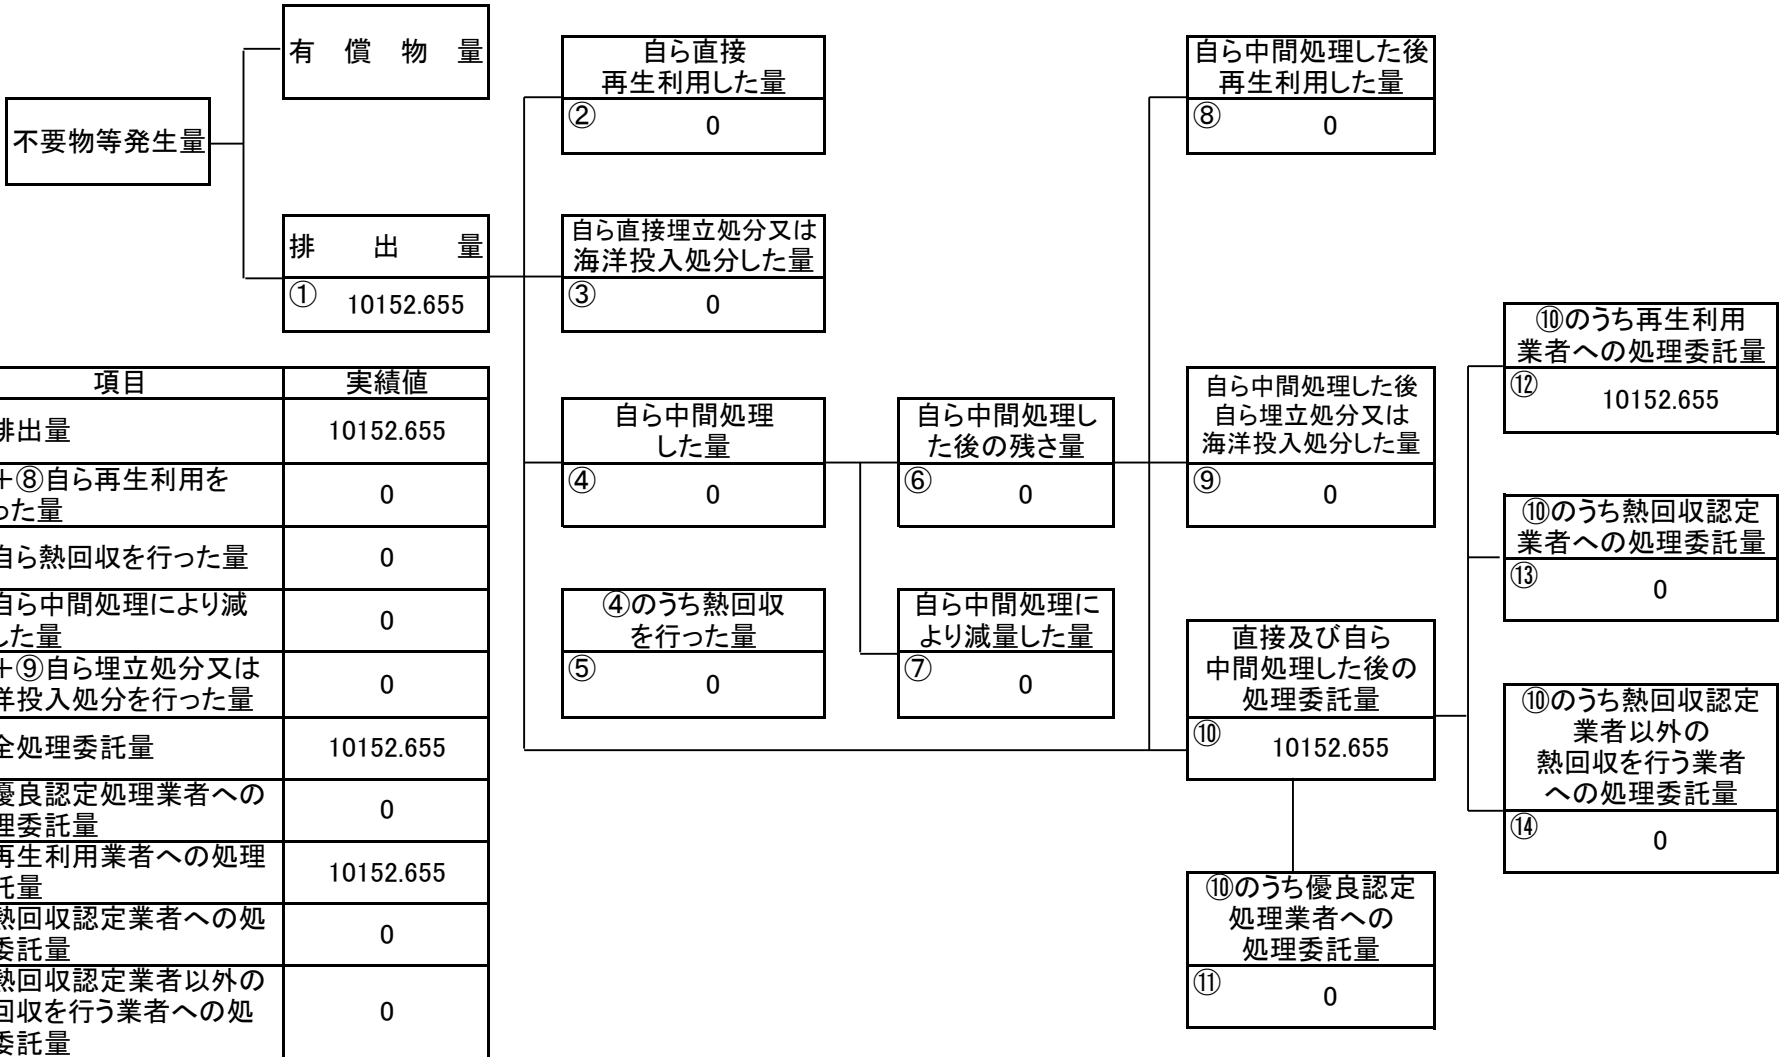 有 償 物 量
不要物等発生量
排 出 量
① 10152.655
自ら直接
再生利用した量
② 0
自ら直接埋立処分又は
海洋投入処分した量
③ 0
自ら中間処理
した量
④ 0
④のうち熱回収
を行った量
⑤ 0
自ら中間処理し
た後の残さ量
⑥ 0
自ら中間処理に
より減量した量
⑦ 0
自ら中間処理した後
再生利用した量
⑧ 0
自ら中間処理した後
自ら埋立処分又は
海洋投入処分した量
⑨ 0
直接及び自ら
中間処理した後の
処理委託量
⑩ 10152.655
⑩のうち優良認定
処理業者への
処理委託量
⑪ 0
⑩のうち再生利用
業者への処理委託量
⑫ 10152.655
⑩のうち熱回収認定
業者への処理委託量
⑬ 0
⑩のうち熱回収認定
業者以外の
熱回収を行う業者
への処理委託量
⑭ 0
項目 実績値
排出量 10152.655
+⑧自ら再生利用を
った量 0
自ら熱回収を行った量 0
自ら中間処理により減
した量 0
+⑨自ら埋立処分又は
洋投入処分を行った量 0
全処理委託量 10152.655
優良認定処理業者への
理委託量 0
再生利用業者への処理
託量 10152.655
熱回収認定業者への処
委託量 0
熱回収認定業者以外の
回収を行う業者への処
委託量 0